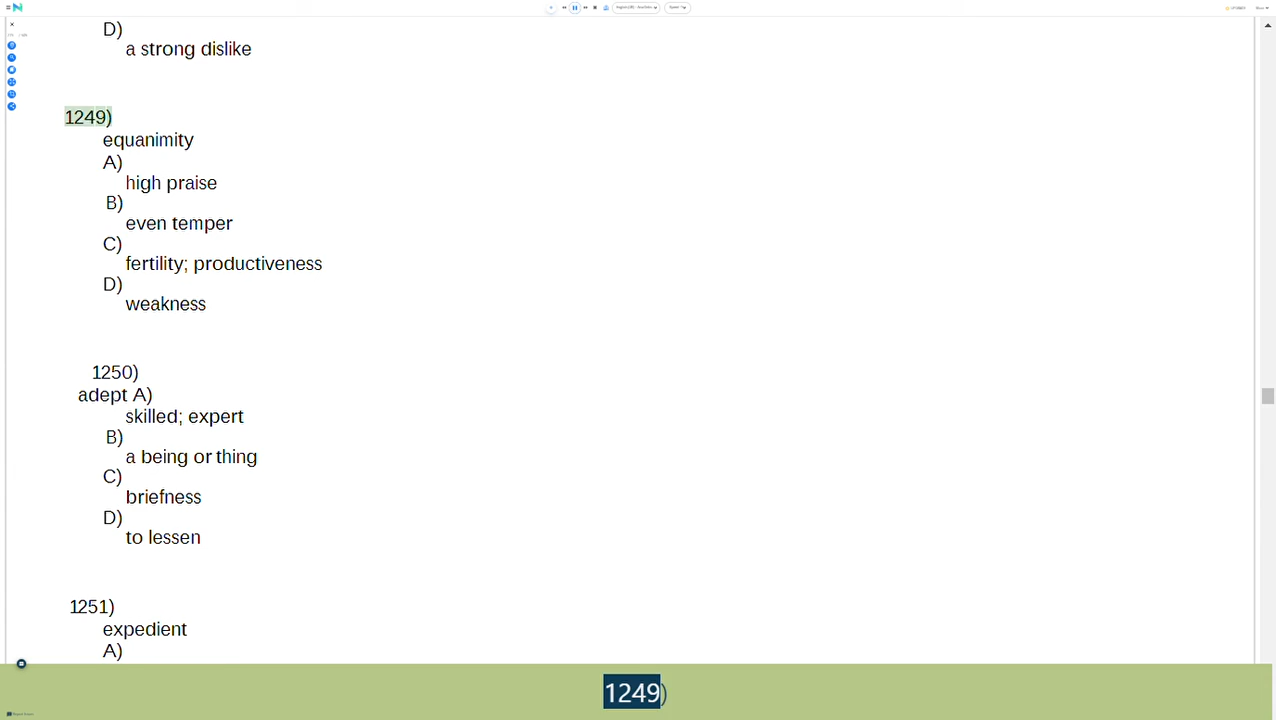 D)
a strong dislike
1249)
equanimity
A)
high praise
B)
even temper
C)
fertility; productiveness
D)
weakness
1250)
adept A)
skilled; expert
B)
a being or thing
C)
briefness
D)
to lessen
1251)
expedient
A)
1249)